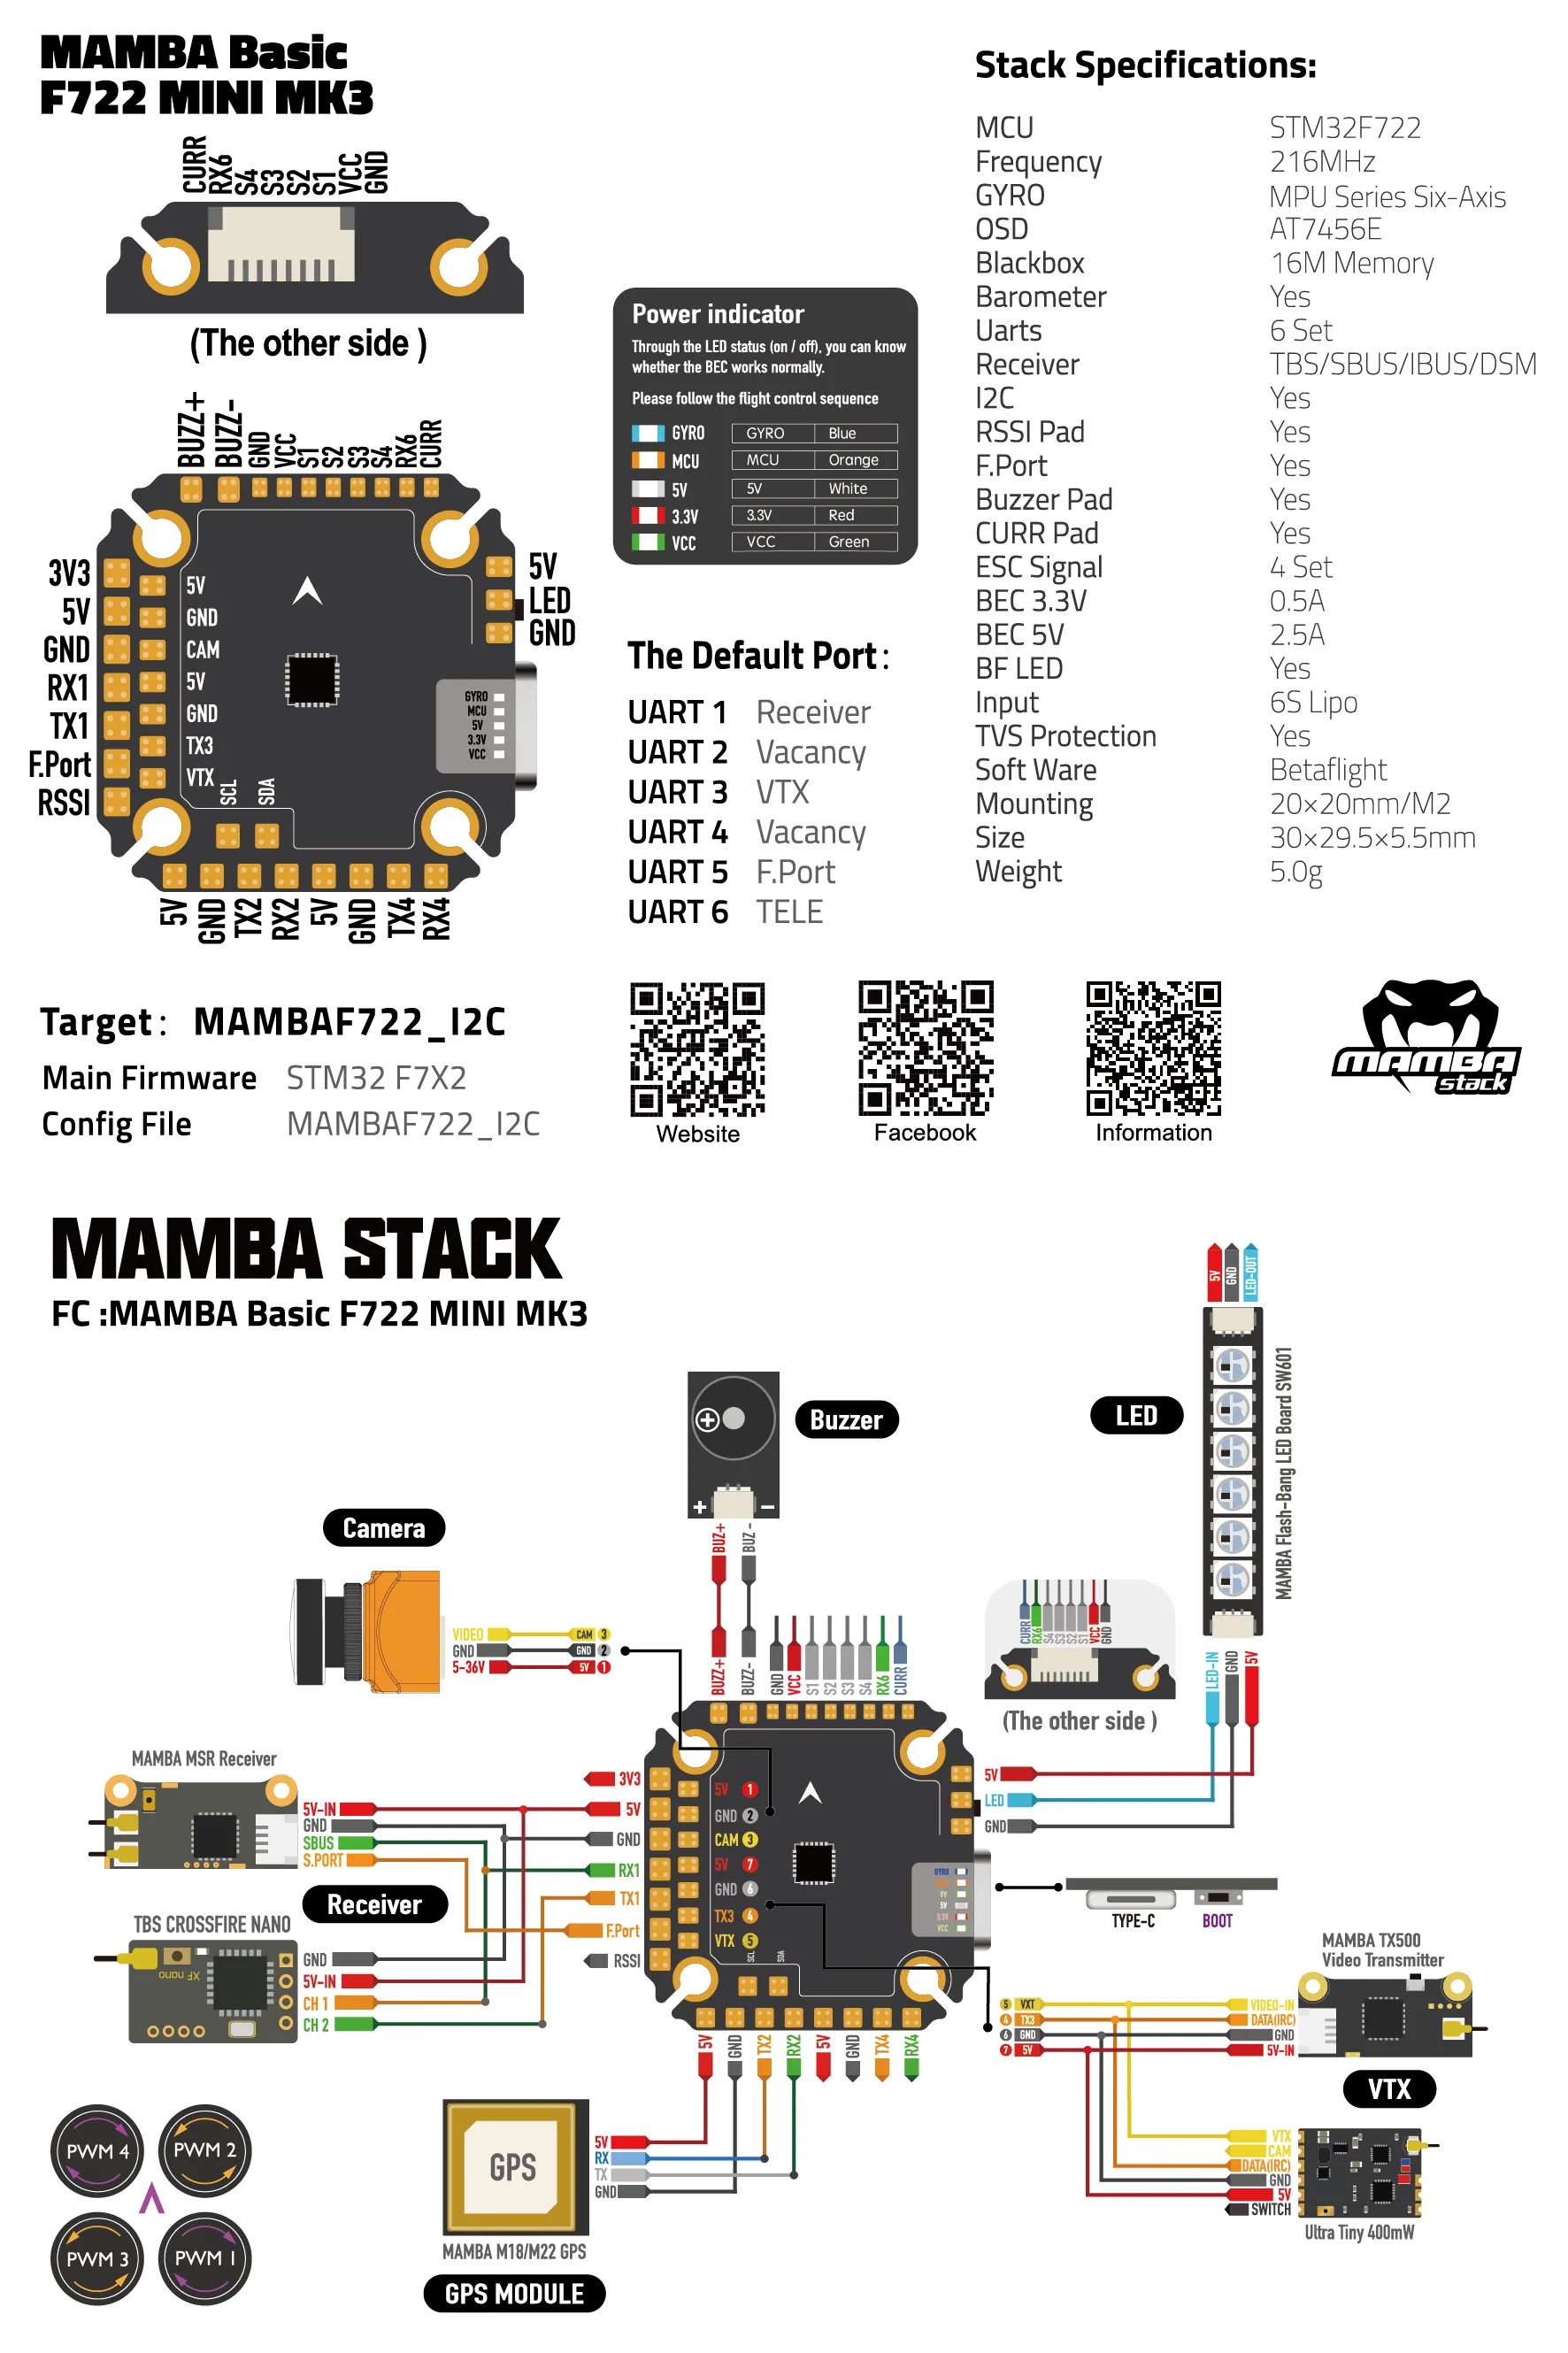 MAMBA Basic
F722 MINI MK3
CURR
RX6
S4
S3
S2
S1
VCC
GND
(The other side )
BUZZ+
BUZZ-
GND
VCC
S1
S2
S3
S4
RX6
CURR
3V3
5V
GND
RX1
TX1
F.Port
RSSI
5V
GND
CAM
5V
GND
TX3
VTX
SCL
SDA
5V
LED
GND
GYRO
MCU
5V
3.3V
VCC
5V
GND
TX2
RX2
5V
GND
TX4
RX4
Power indicator
Through the LED status (on / off), you can know
whether the BEC works normally.
Please follow the flight control sequence
GYRO GYRO Blue
MCU MCU Orange
5V 5V White
3.3V 3.3V Red
VCC VCC Green
The Default Port :
UART 1 Receiver
UART 2 Vacancy
UART 3 VTX
UART 4 Vacancy
UART 5 F.Port
UART 6 TELE
Stack Specifications:
MCU STM32F722
Frequency 216MHz
GYRO MPU Series Six-Axis
OSD AT7456E
Blackbox 16M Memory
Barometer Yes
Uarts 6 Set
Receiver TBS/SBUS/IBUS/DSM
I2C Yes
RSSI Pad Yes
F.Port Yes
Buzzer Pad Yes
CURR Pad Yes
ESC Signal 4 Set
BEC 3.3V 0.5A
BEC 5V 2.5A
BF LED Yes
Input 6S Lipo
TVS Protection Yes
Soft Ware Betaflight
Mounting 20×20mm/M2
Size 30×29.5×5.5mm
Weight 5.0g
Target : MAMBAF722_I2C
Main Firmware STM32 F7X2
Config File MAMBAF722_I2C
Website
Facebook
Information
MAMBA
stack
MAMBA STACK
FC :MAMBA Basic F722 MINI MK3
5V
GND
LED-OUT
LED
MAMBA Flash-Bang LED Board SW601
LED-IN
GND
5V
Buzzer
+ −
BUZ+
BUZ -
BUZZ+
BUZZ-
GND
VCC
S1
S2
S3
S4
RX6
CURR
Camera
VIDEO CAM 3
GND GND 2
5-36V 5V 1
CURR
RX6
S4
S3
S2
S1
VCC
GND
(The other side )
MAMBA MSR Receiver
5V-IN
GND
SBUS
S.PORT
Receiver
TBS CROSSFIRE NANO
XF nano
GND
5V-IN
CH 1
CH 2
3V3
5V
GND
RX1
TX1
F.Port
RSSI
5V 1
GND 2
CAM 3
5V 7
GND 6
TX3 4
VTX 5
SCL
SDA
GYRO
9V
5V
3.3V
VCC
5V
LED
GND
TYPE-C
BOOT
MAMBA TX500
Video Transmitter
5 VXT VIDEO-IN
4 TX3 DATA(IRC)
6 GND GND
7 5V 5V-IN
VTX
VTX
CAM
DATA(IRC)
GND
5V
SWITCH
Ultra Tiny 400mW
5V
GND
TX2
RX2
5V
GND
TX4
RX4
GPS
5V
RX
TX
GND
MAMBA M18/M22 GPS
GPS MODULE
PWM 4
PWM 2
PWM 3
PWM 1